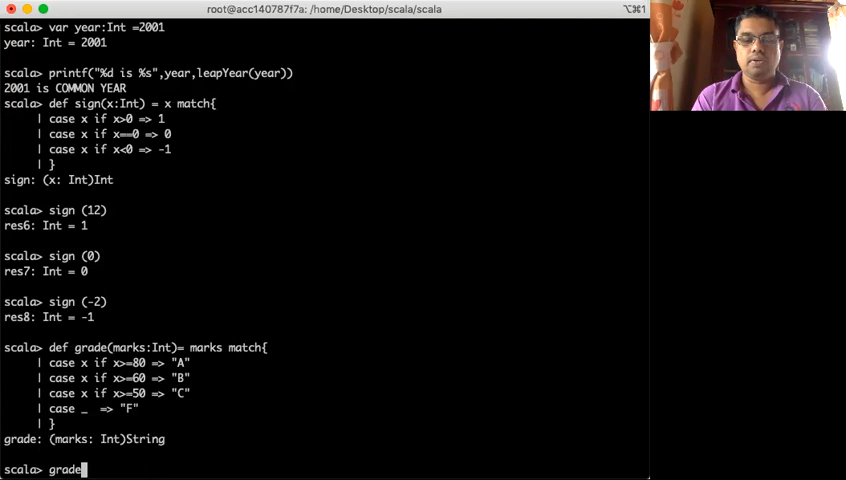 root@acc140787f7a: /home/Desktop/scala/scala
⌥⌘1
scala> var year:Int =2001
year: Int = 2001
scala> printf("%d is %s",year,leapYear(year))
2001 is COMMON YEAR
scala> def sign(x:Int) = x match{
| case x if x>0 => 1
| case x if x==0 => 0
| case x if x<0 => -1
| }
sign: (x: Int)Int
scala> sign (12)
res6: Int = 1
scala> sign (0)
res7: Int = 0
scala> sign (-2)
res8: Int = -1
scala> def grade(marks:Int)= marks match{
| case x if x>=80 => "A"
| case x if x>=60 => "B"
| case x if x>=50 => "C"
| case _ => "F"
| }
grade: (marks: Int)String
scala> grade